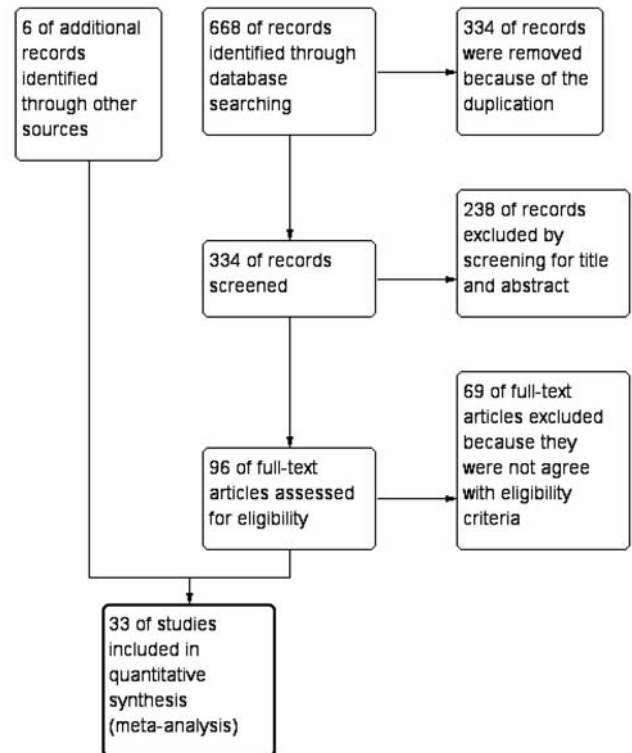 6 of additional
records
identified
through other
sources
668 of records
identified through
database
searching
334 of records
were removed
because of the
duplication
334 of records
screened
238 of records
excluded by
screening for title
and abstract
96 of full-text
articles assessed
for eligibility
69 of full-text
articles excluded
because they
were not agree
with eligibility
criteria
33 of studies
included in
quantitative
synthesis
(meta-analysis)